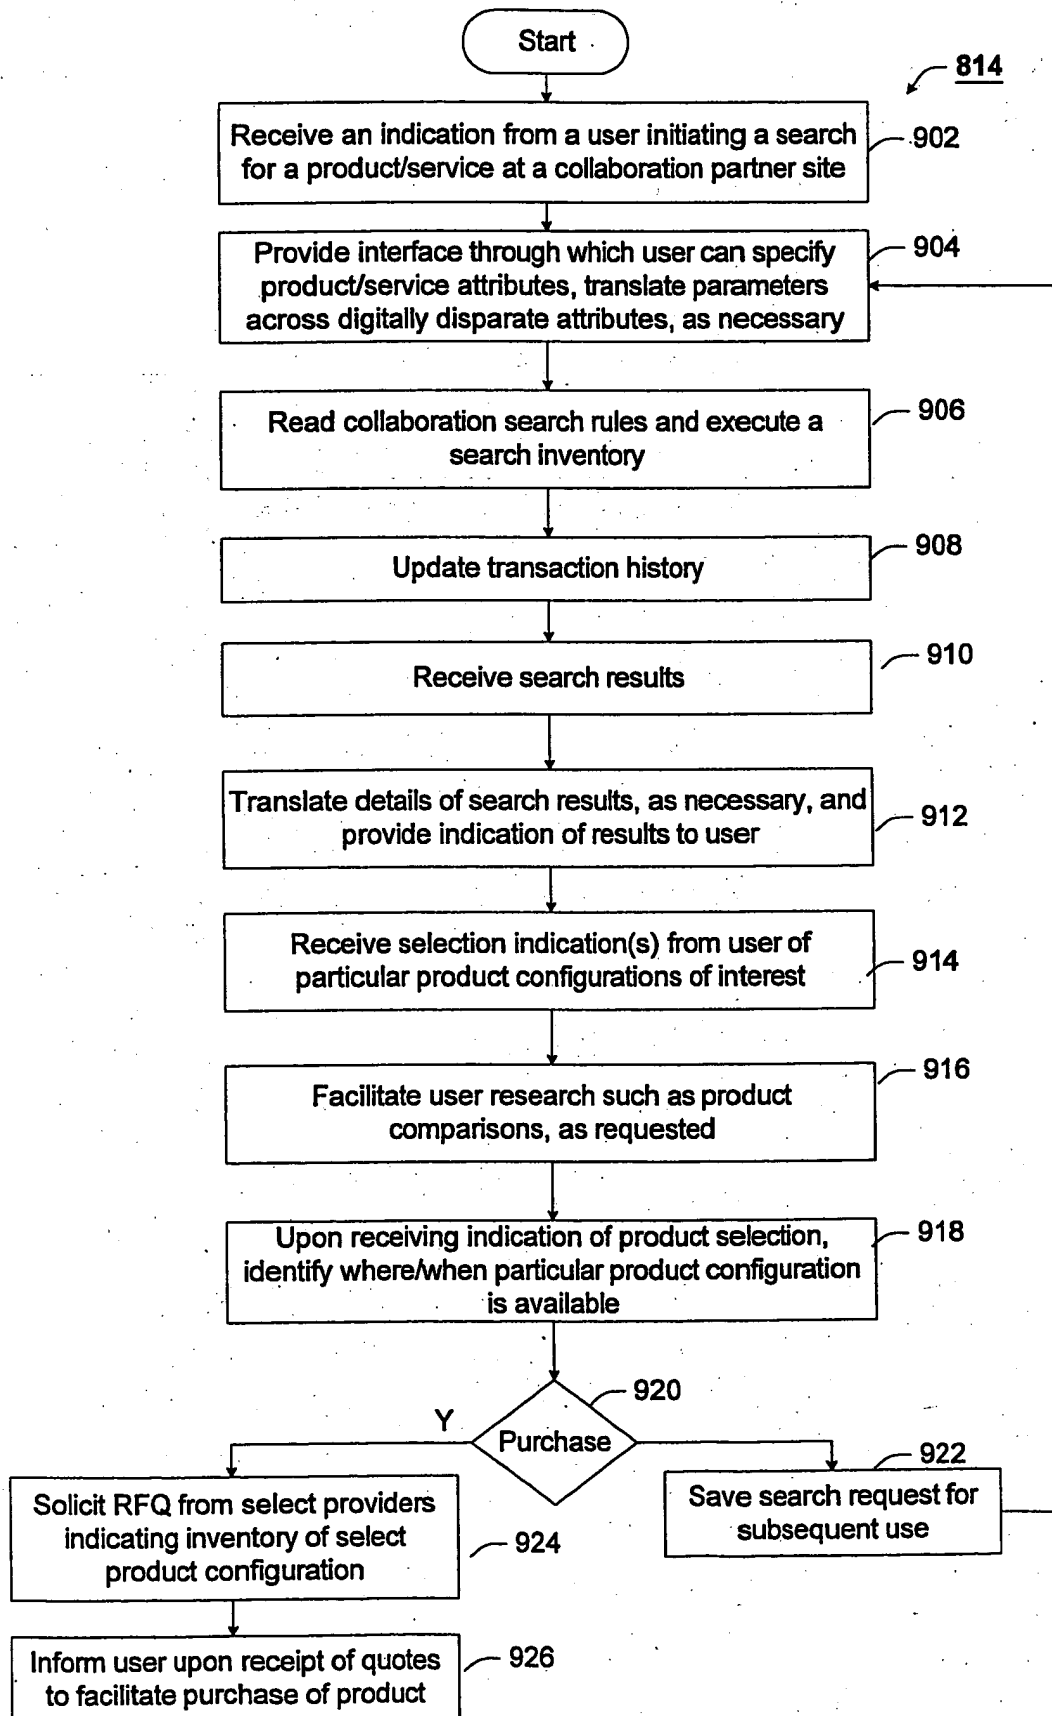 Start
814
Receive an indication from a user initiating a search
for a product/service at a collaboration partner site
902
Provide interface through which user can specify
product/service attributes, translate parameters
across digitally disparate attributes, as necessary
904
Read collaboration search rules and execute a
search inventory
906
Update transaction history
908
Receive search results
910
Translate details of search results, as necessary, and
provide indication of results to user
912
Receive selection indication(s) from user of
particular product configurations of interest
914
Facilitate user research such as product
comparisons, as requested
916
Upon receiving indication of product selection,
identify where/when particular product configuration
is available
918
Purchase
920
Y
Save search request for
subsequent use
922
Solicit RFQ from select providers
indicating inventory of select
product configuration
924
Inform user upon receipt of quotes
to facilitate purchase of product
926